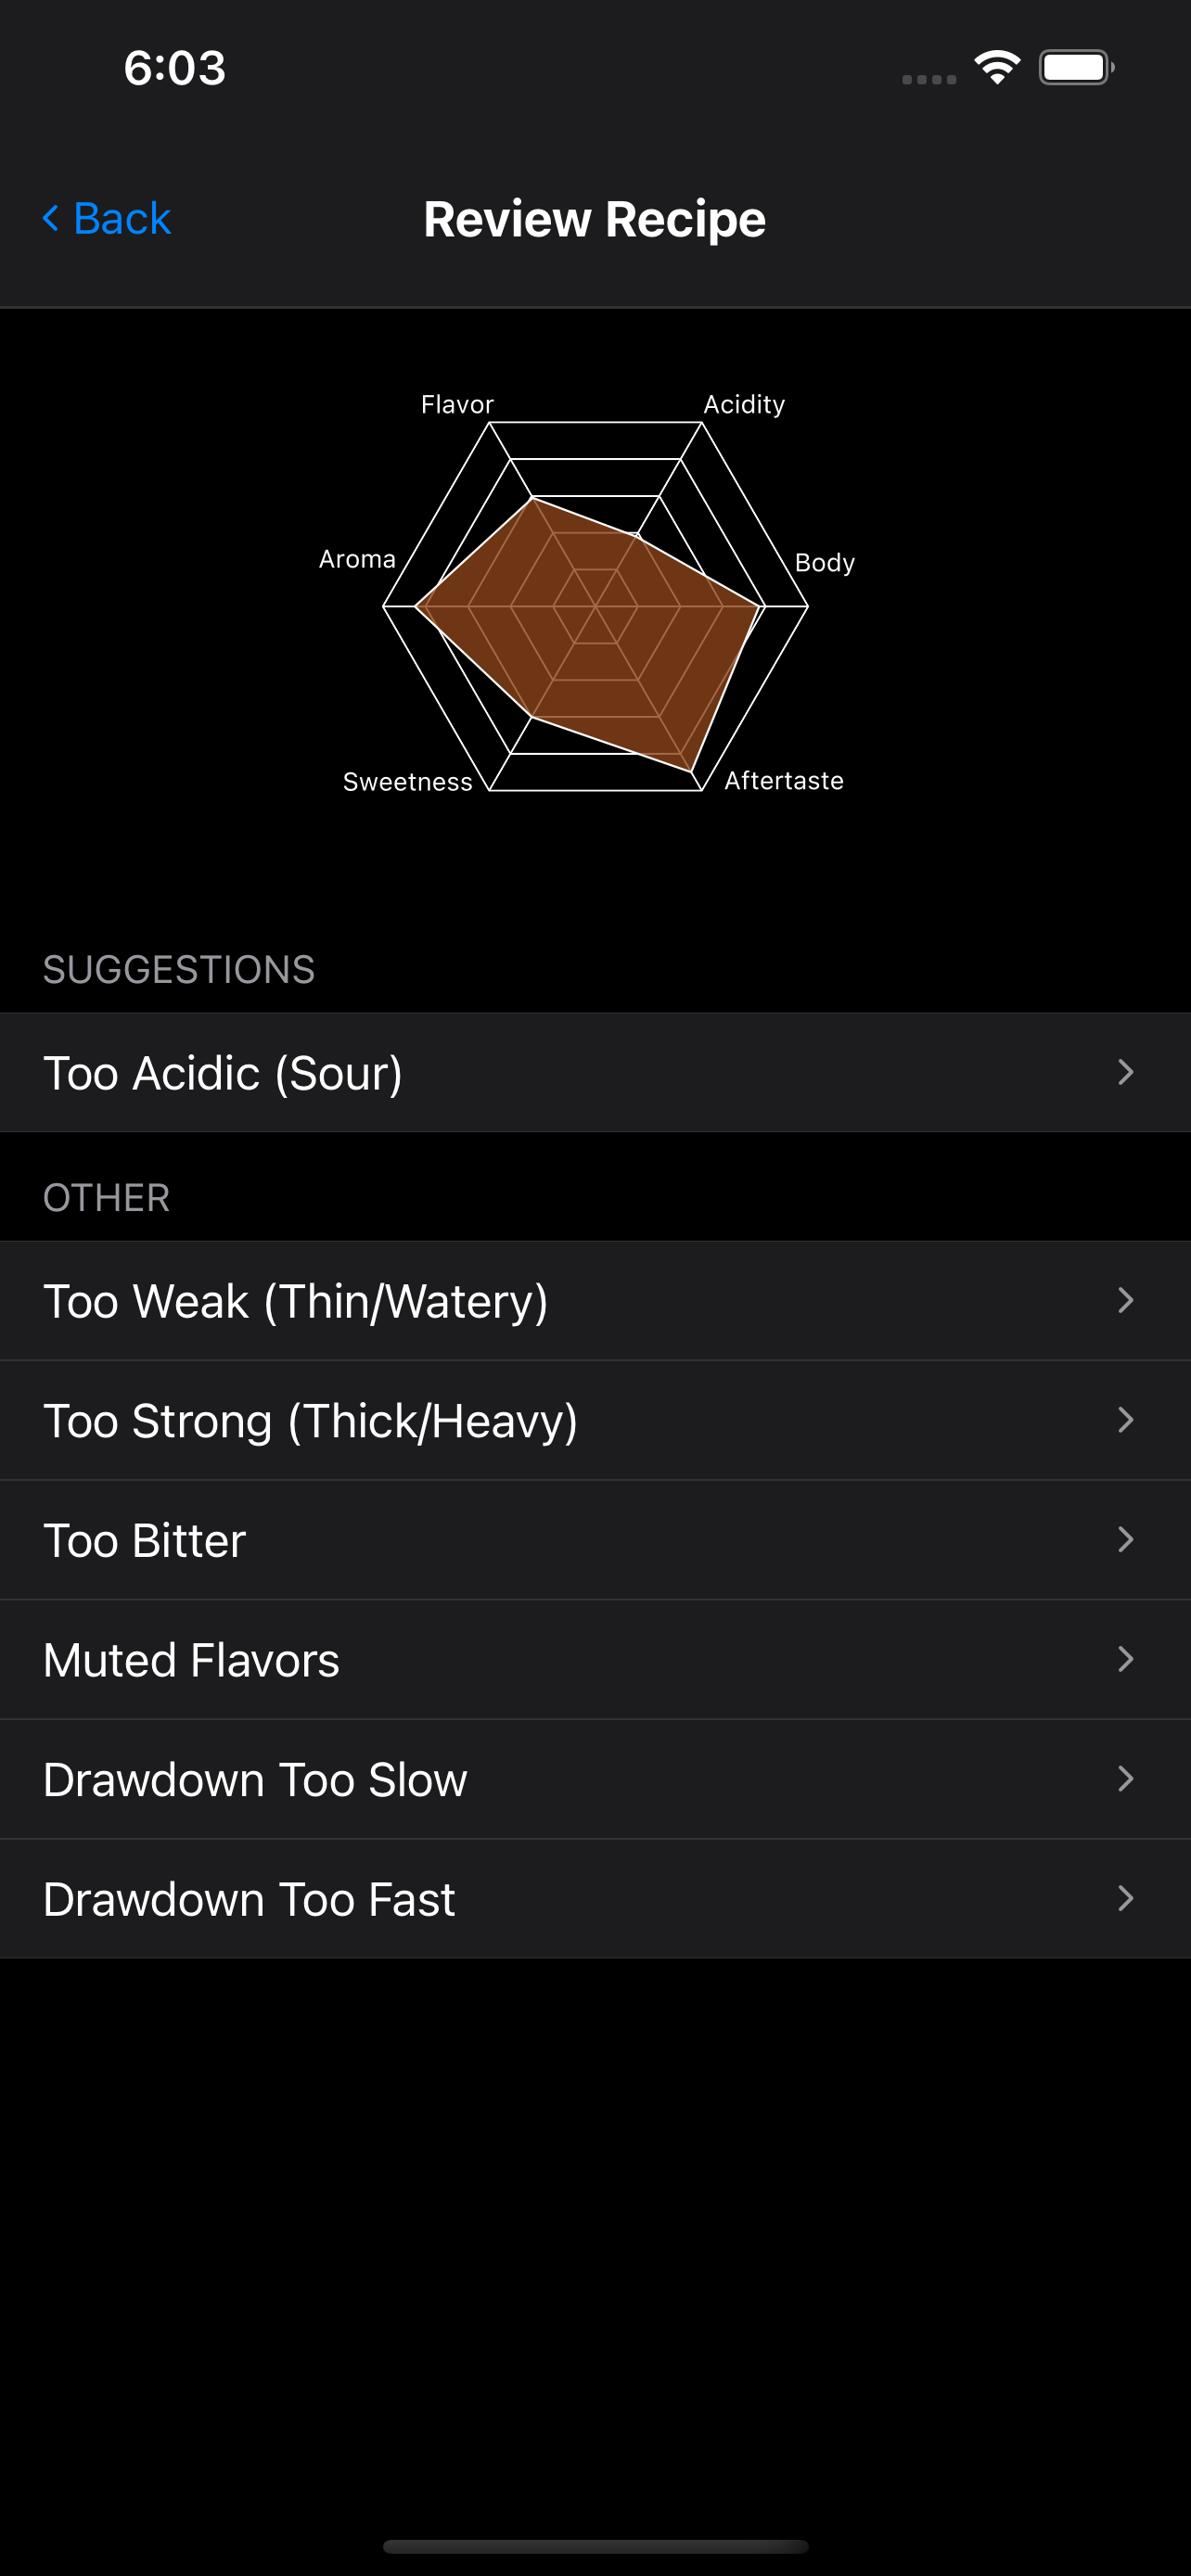 6:03
Back
Review Recipe
Flavor
Acidity
Aroma
Body
Sweetness
Aftertaste
SUGGESTIONS
Too Acidic (Sour)
OTHER
Too Weak (Thin/Watery)
Too Strong (Thick/Heavy)
Too Bitter
Muted Flavors
Drawdown Too Slow
Drawdown Too Fast